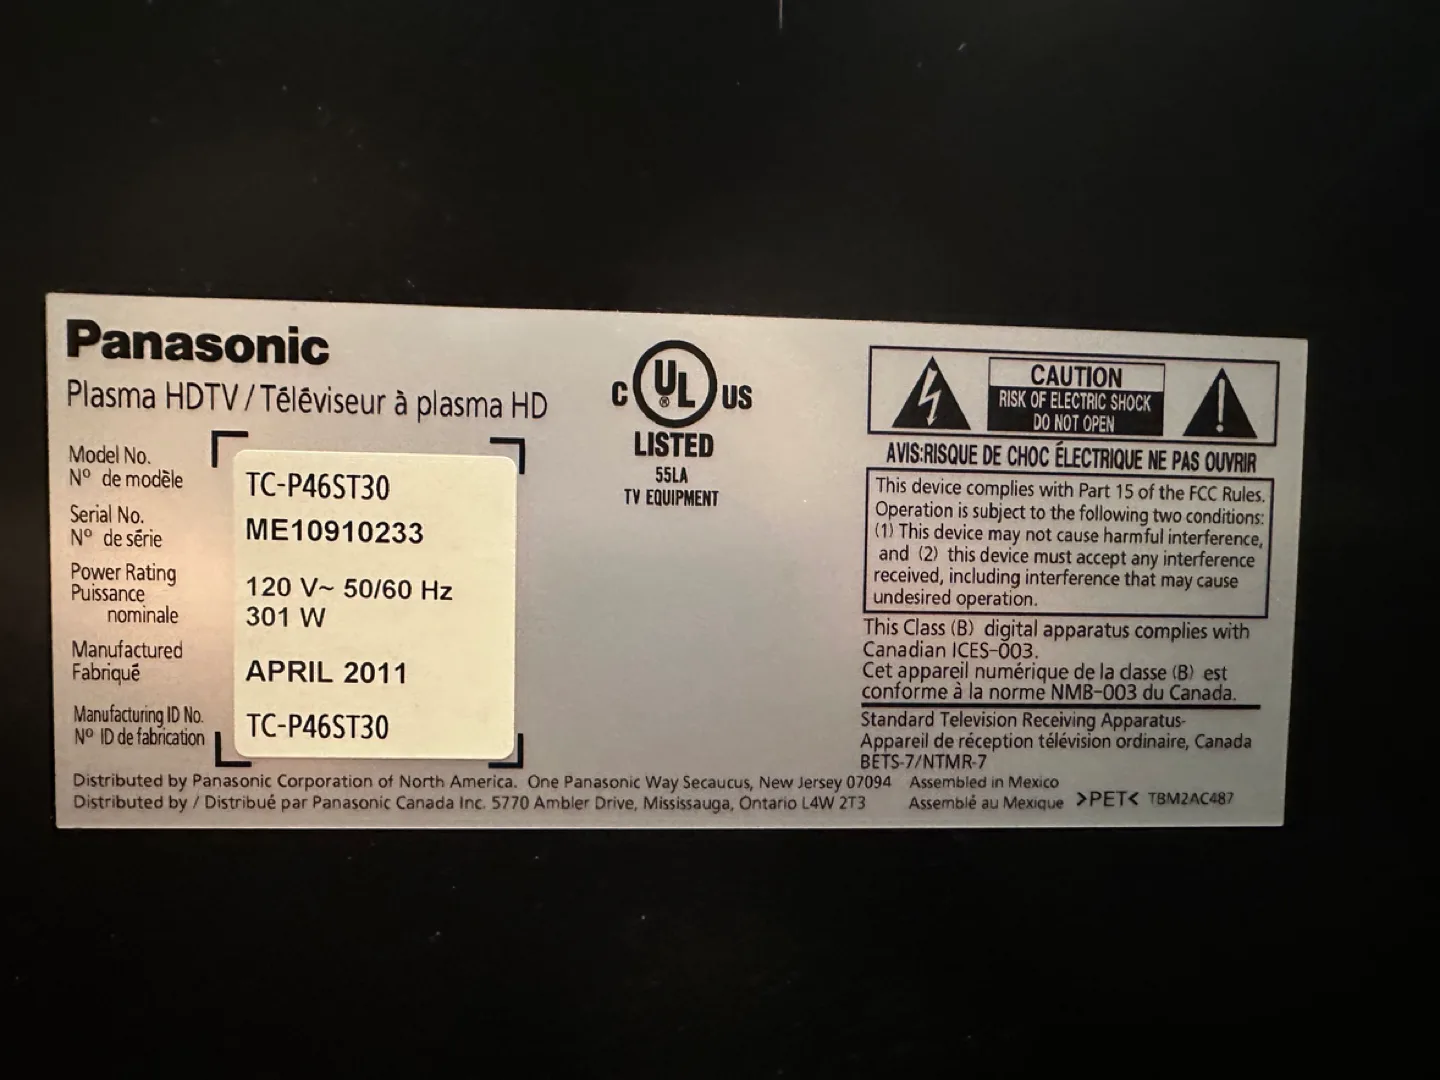 Panasonic
Plasma HDTV / Téléviseur à plasma HD
Model No.
Nº de modèle
TC-P46ST30
Serial No.
Nº de série
ME10910233
Power Rating
Puissance
nominale
120 V~ 50/60 Hz
301 W
Manufactured
Fabriqué
APRIL 2011
Manufacturing ID No.
Nº ID de fabrication
TC-P46ST30
C UL ® US
LISTED
55LA
TV EQUIPMENT
CAUTION
RISK OF ELECTRIC SHOCK
DO NOT OPEN
AVIS:RISQUE DE CHOC ÉLECTRIQUE NE PAS OUVRIR
This device complies with Part 15 of the FCC Rules.
Operation is subject to the following two conditions:
(1) This device may not cause harmful interference,
and (2) this device must accept any interference
received, including interference that may cause
undesired operation.
This Class (B) digital apparatus complies with
Canadian ICES-003.
Cet appareil numérique de la classe (B) est
conforme à la norme NMB-003 du Canada.
Standard Television Receiving Apparatus-
Appareil de réception télévision ordinaire, Canada
BETS-7/NTMR-7
Distributed by Panasonic Corporation of North America. One Panasonic Way Secaucus, New Jersey 07094
Distributed by / Distribué par Panasonic Canada Inc. 5770 Ambler Drive, Mississauga, Ontario L4W 2T3
Assembled in Mexico
Assemblé au Mexique
>PET< TBM2AC487